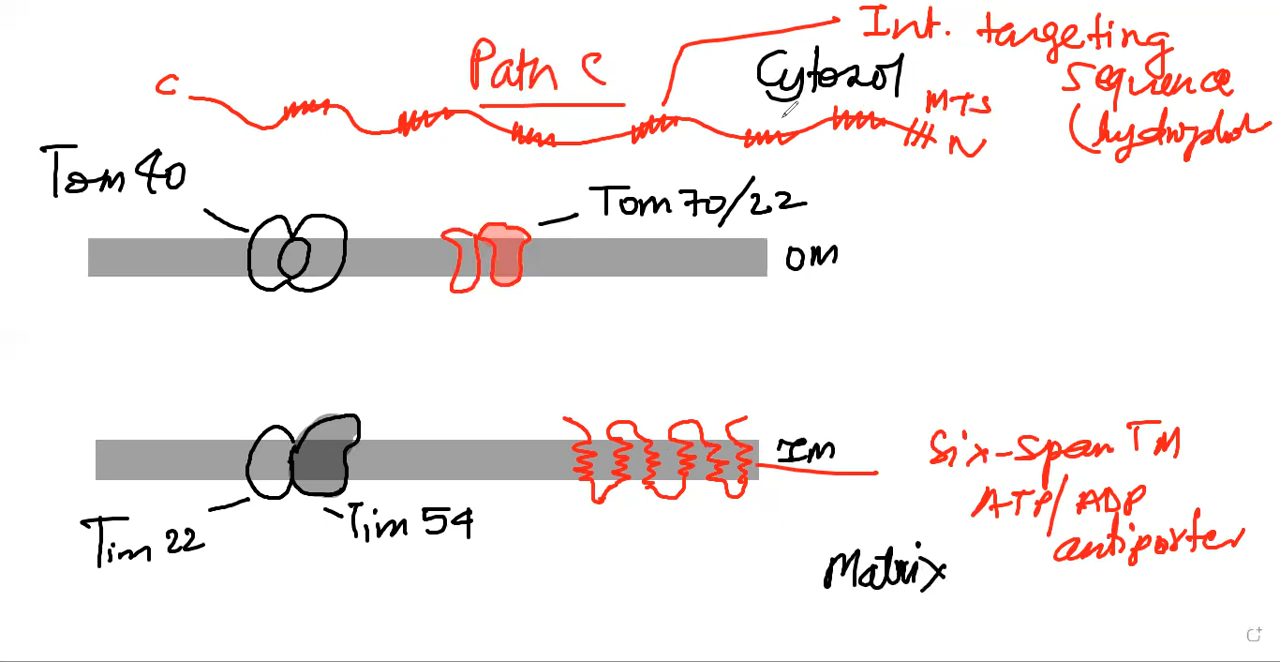 Int. targeting
Sequence
(hydrophob
Path C
Cytosol
C
MTS
N
Tom 40
Tom 70/22
OM
IM
Six-span TM
ATP/ADP
antiporter
Tim 22
Tim 54
Matrix